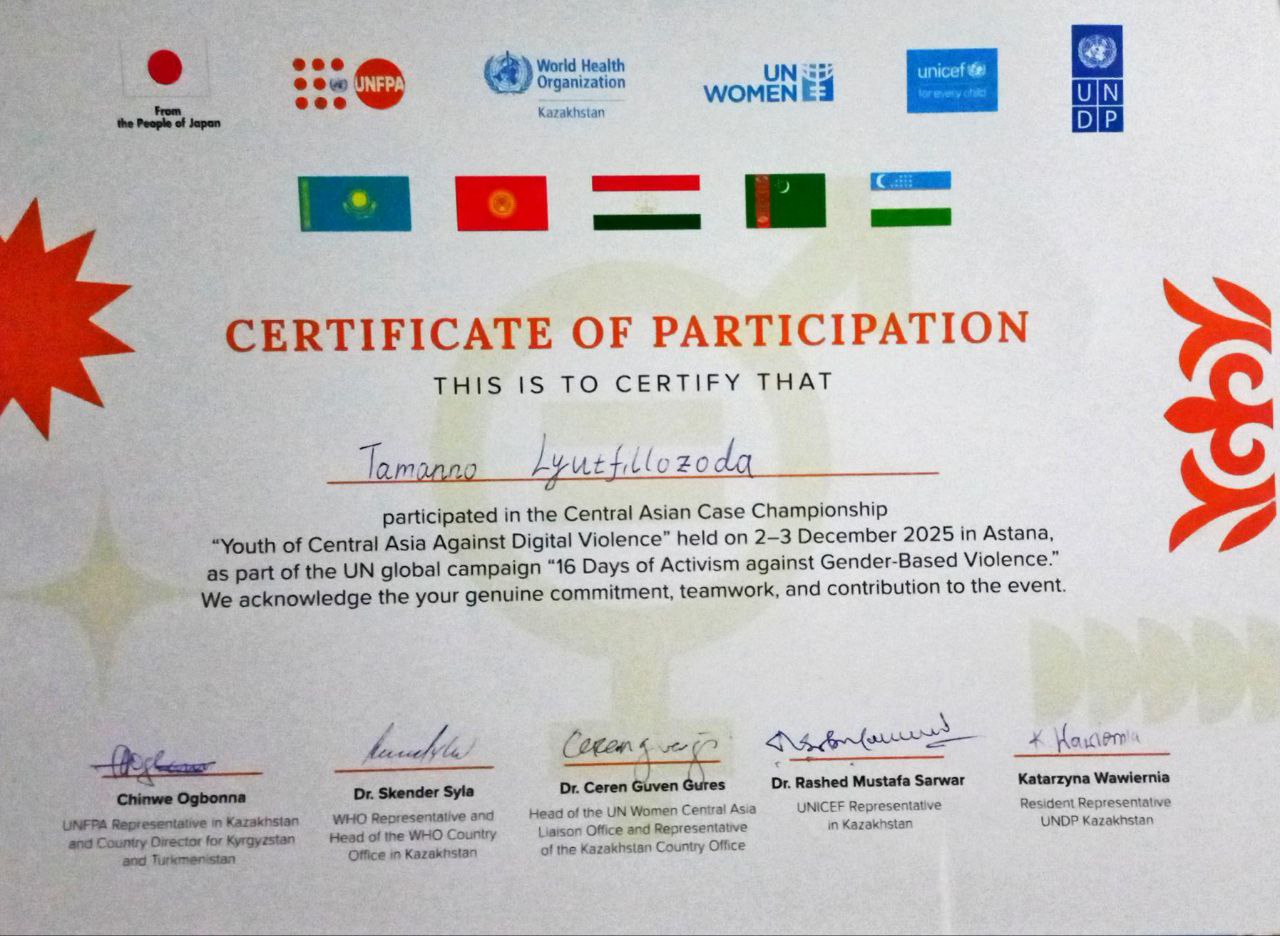 From
the People of Japan
UNFPA
World Health
Organization
Kazakhstan
UN
WOMEN
unicef
for every child
U N
D P
CERTIFICATE OF PARTICIPATION
THIS IS TO CERTIFY THAT
Tamanno Lyutfillozoda
participated in the Central Asian Case Championship
“Youth of Central Asia Against Digital Violence” held on 2–3 December 2025 in Astana,
as part of the UN global campaign “16 Days of Activism against Gender-Based Violence.”
We acknowledge the your genuine commitment, teamwork, and contribution to the event.
Chinwe Ogbonna
UNFPA Representative in Kazakhstan
and Country Director for Kyrgyzstan
and Turkmenistan
Dr. Skender Syla
WHO Representative and
Head of the WHO Country
Office in Kazakhstan
Dr. Ceren Guven Gures
Head of the UN Women Central Asia
Liaison Office and Representative
of the Kazakhstan Country Office
Dr. Rashed Mustafa Sarwar
UNICEF Representative
in Kazakhstan
Katarzyna Wawiernia
Resident Representative
UNDP Kazakhstan